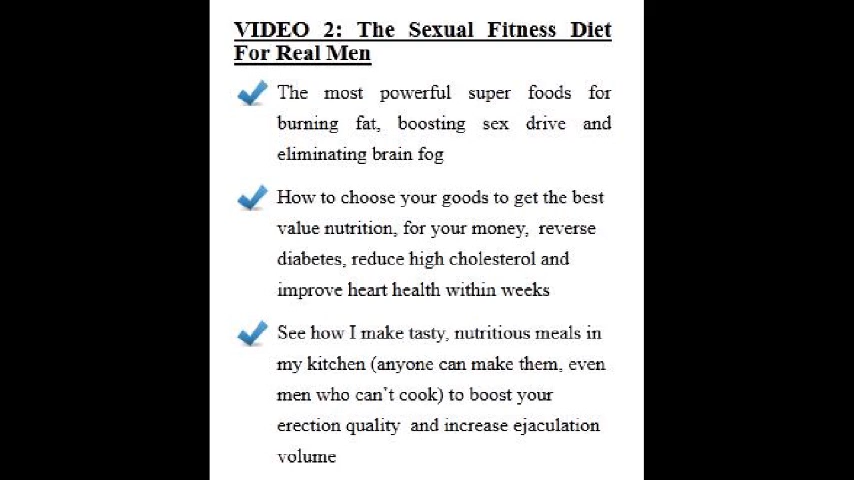 VIDEO 2: The Sexual Fitness Diet
For Real Men
The most powerful super foods for
burning fat, boosting sex drive and
eliminating brain fog
How to choose your goods to get the best
value nutrition, for your money, reverse
diabetes, reduce high cholesterol and
improve heart health within weeks
See how I make tasty, nutritious meals in
my kitchen (anyone can make them, even
men who can't cook) to boost your
erection quality and increase ejaculation
volume